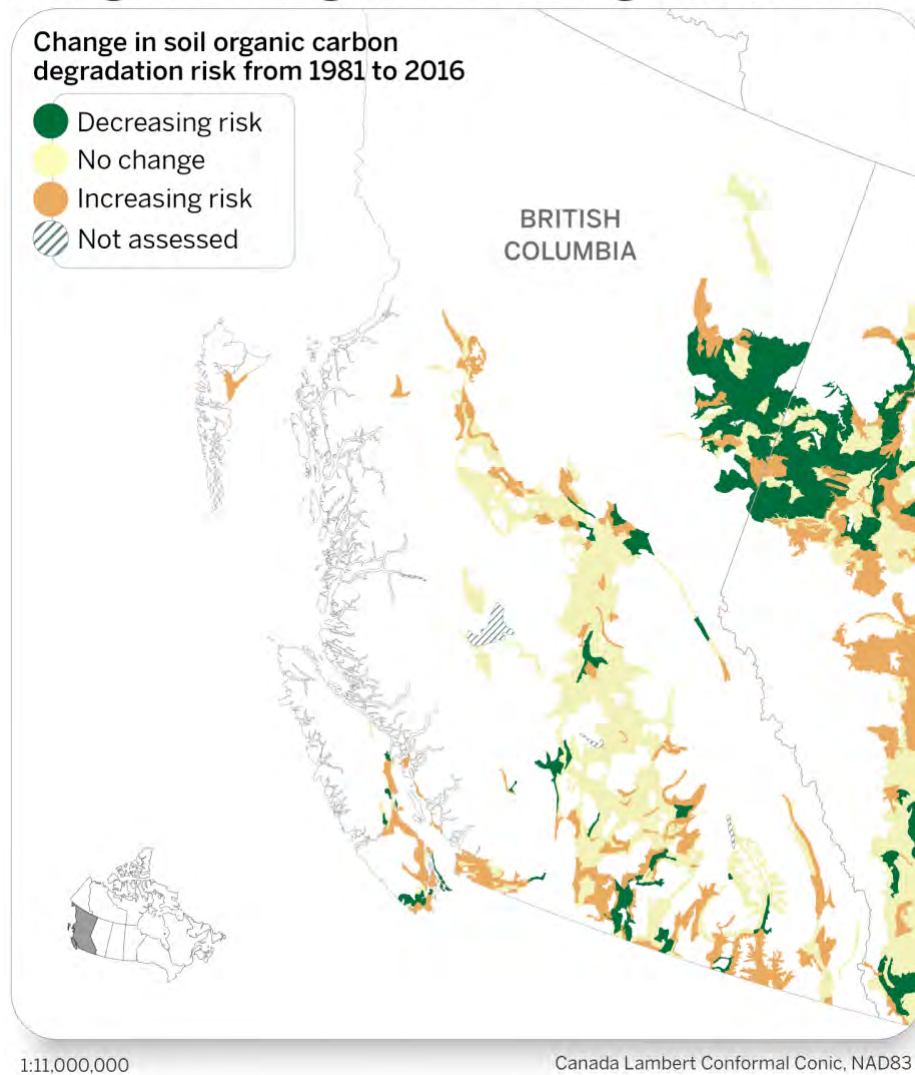 Change in soil organic carbon
degradation risk from 1981 to 2016
Decreasing risk
No change
Increasing risk
Not assessed
BRITISH
COLUMBIA
1:11,000,000
Canada Lambert Conformal Conic, NAD83